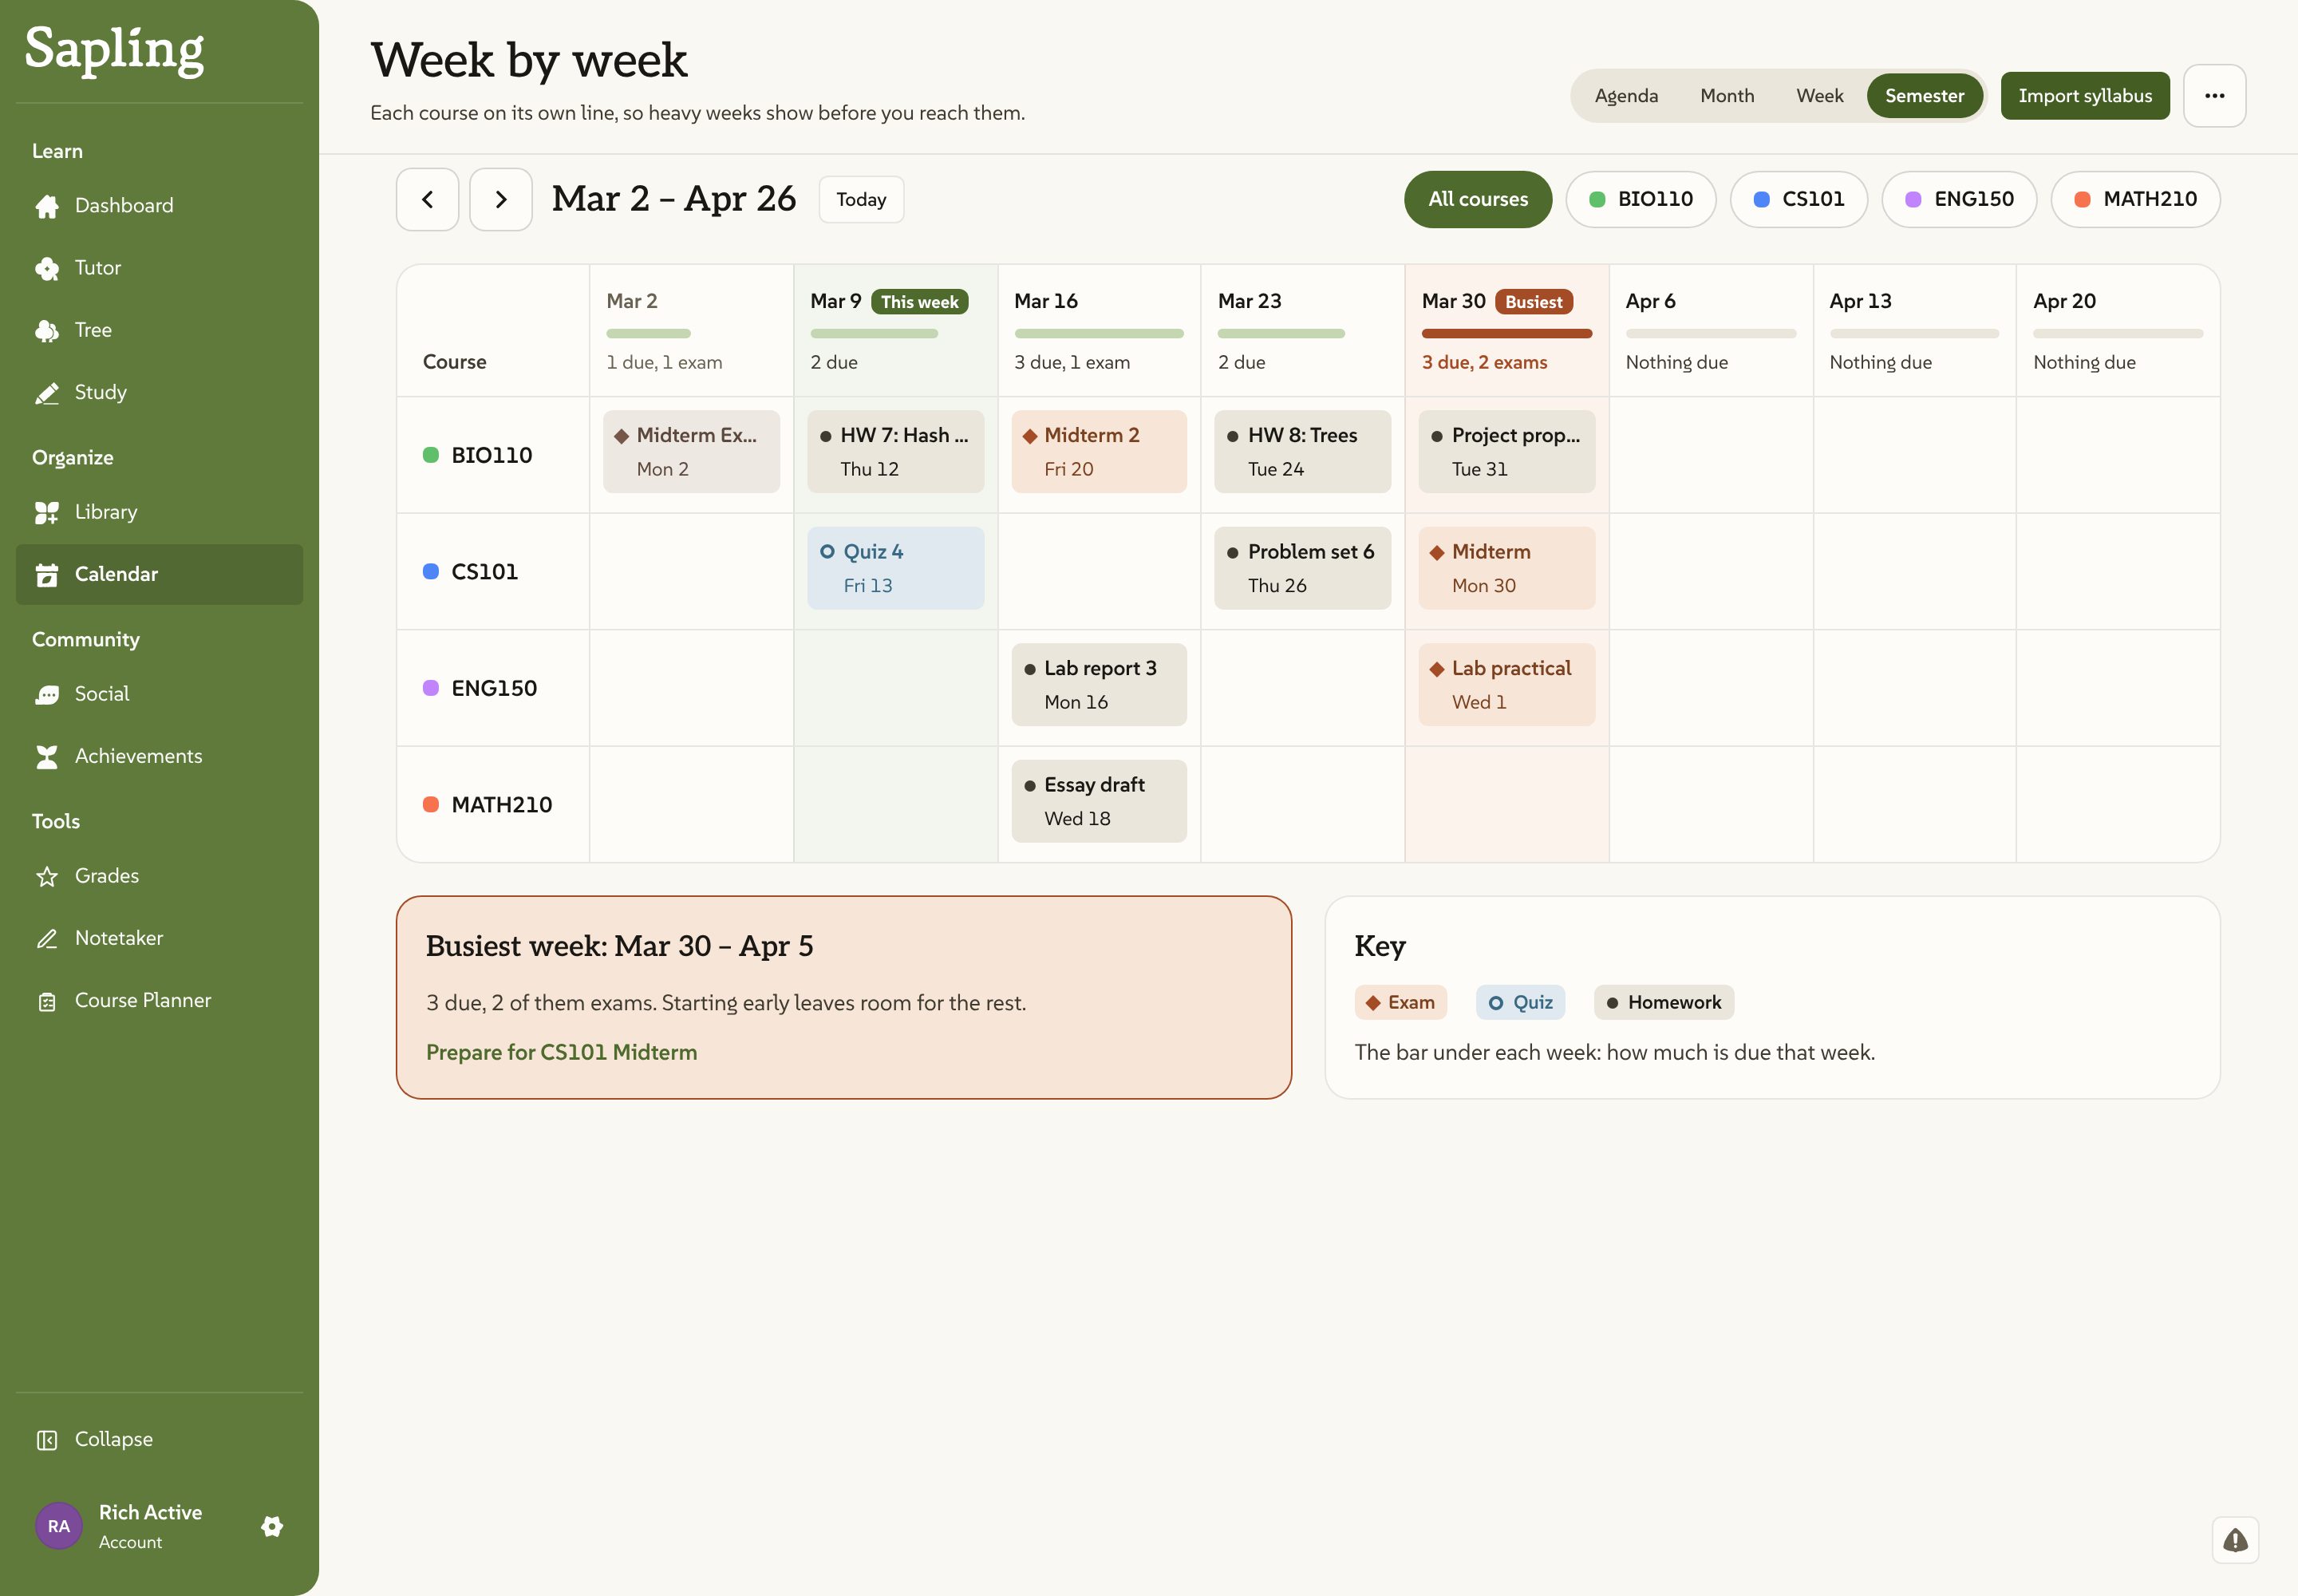 Sapling
Learn
Dashboard
Tutor
Tree
Study
Organize
Library
Calendar
Community
Social
Achievements
Tools
Grades
Notetaker
Course Planner
Collapse
RA
Rich Active
Account
Week by week
Each course on its own line, so heavy weeks show before you reach them.
Agenda Month Week Semester Import syllabus
Mar 2 – Apr 26 Today
All courses BIO110 CS101 ENG150 MATH210
Mar 2 Mar 9 This week Mar 16 Mar 23 Mar 30 Busiest Apr 6 Apr 13 Apr 20
Course 1 due, 1 exam 2 due 3 due, 1 exam 2 due 3 due, 2 exams Nothing due Nothing due Nothing due
BIO110
Midterm Ex... HW 7: Hash ... Midterm 2 HW 8: Trees Project prop...
Mon 2 Thu 12 Fri 20 Tue 24 Tue 31
CS101
Quiz 4 Problem set 6 Midterm
Fri 13 Thu 26 Mon 30
ENG150
Lab report 3 Lab practical
Mon 16 Wed 1
MATH210
Essay draft
Wed 18
Busiest week: Mar 30 – Apr 5
3 due, 2 of them exams. Starting early leaves room for the rest.
Prepare for CS101 Midterm
Key
Exam Quiz Homework
The bar under each week: how much is due that week.